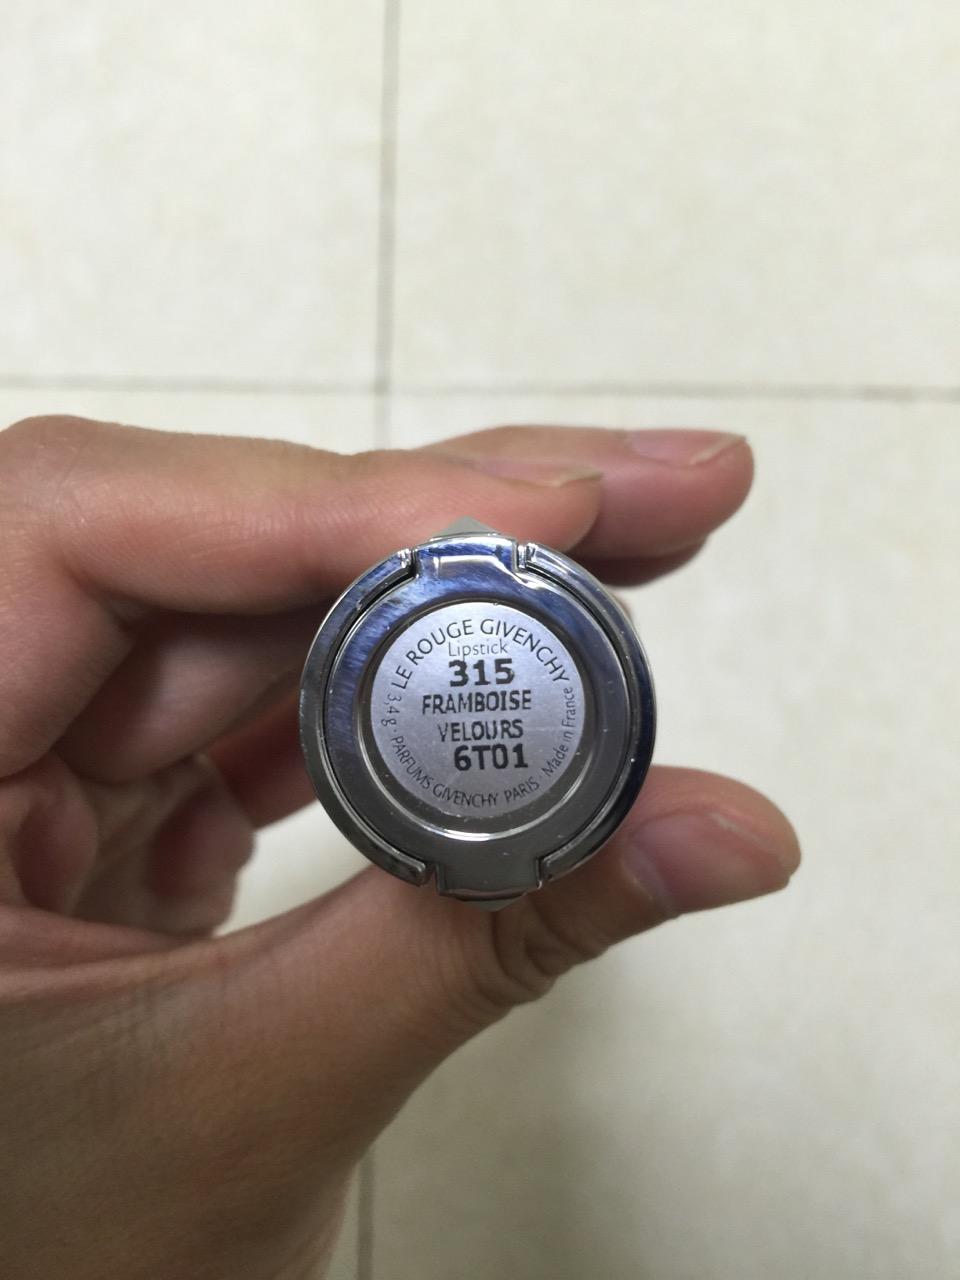 LE ROUGE GIVENCHY
Lipstick
315
FRAMBOISE
VELOURS
6T01
3,4 g · PARFUMS GIVENCHY PARIS · Made in France